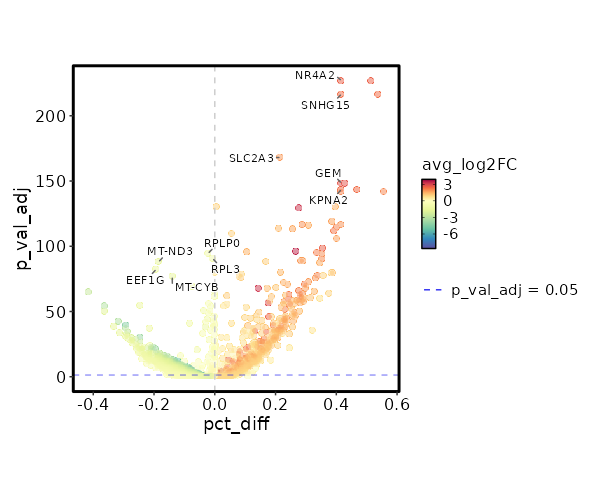 NR4A2
SNHG15
SLC2A3
GEM
KPNA2
RPLP0
MT-ND3
RPL3
EEF1G
MT-CYB
200
150
100
50
0
-0.4 -0.2 0.0 0.2 0.4 0.6
pct_diff
p_val_adj
avg_log2FC
3
0
-3
-6
p_val_adj = 0.05